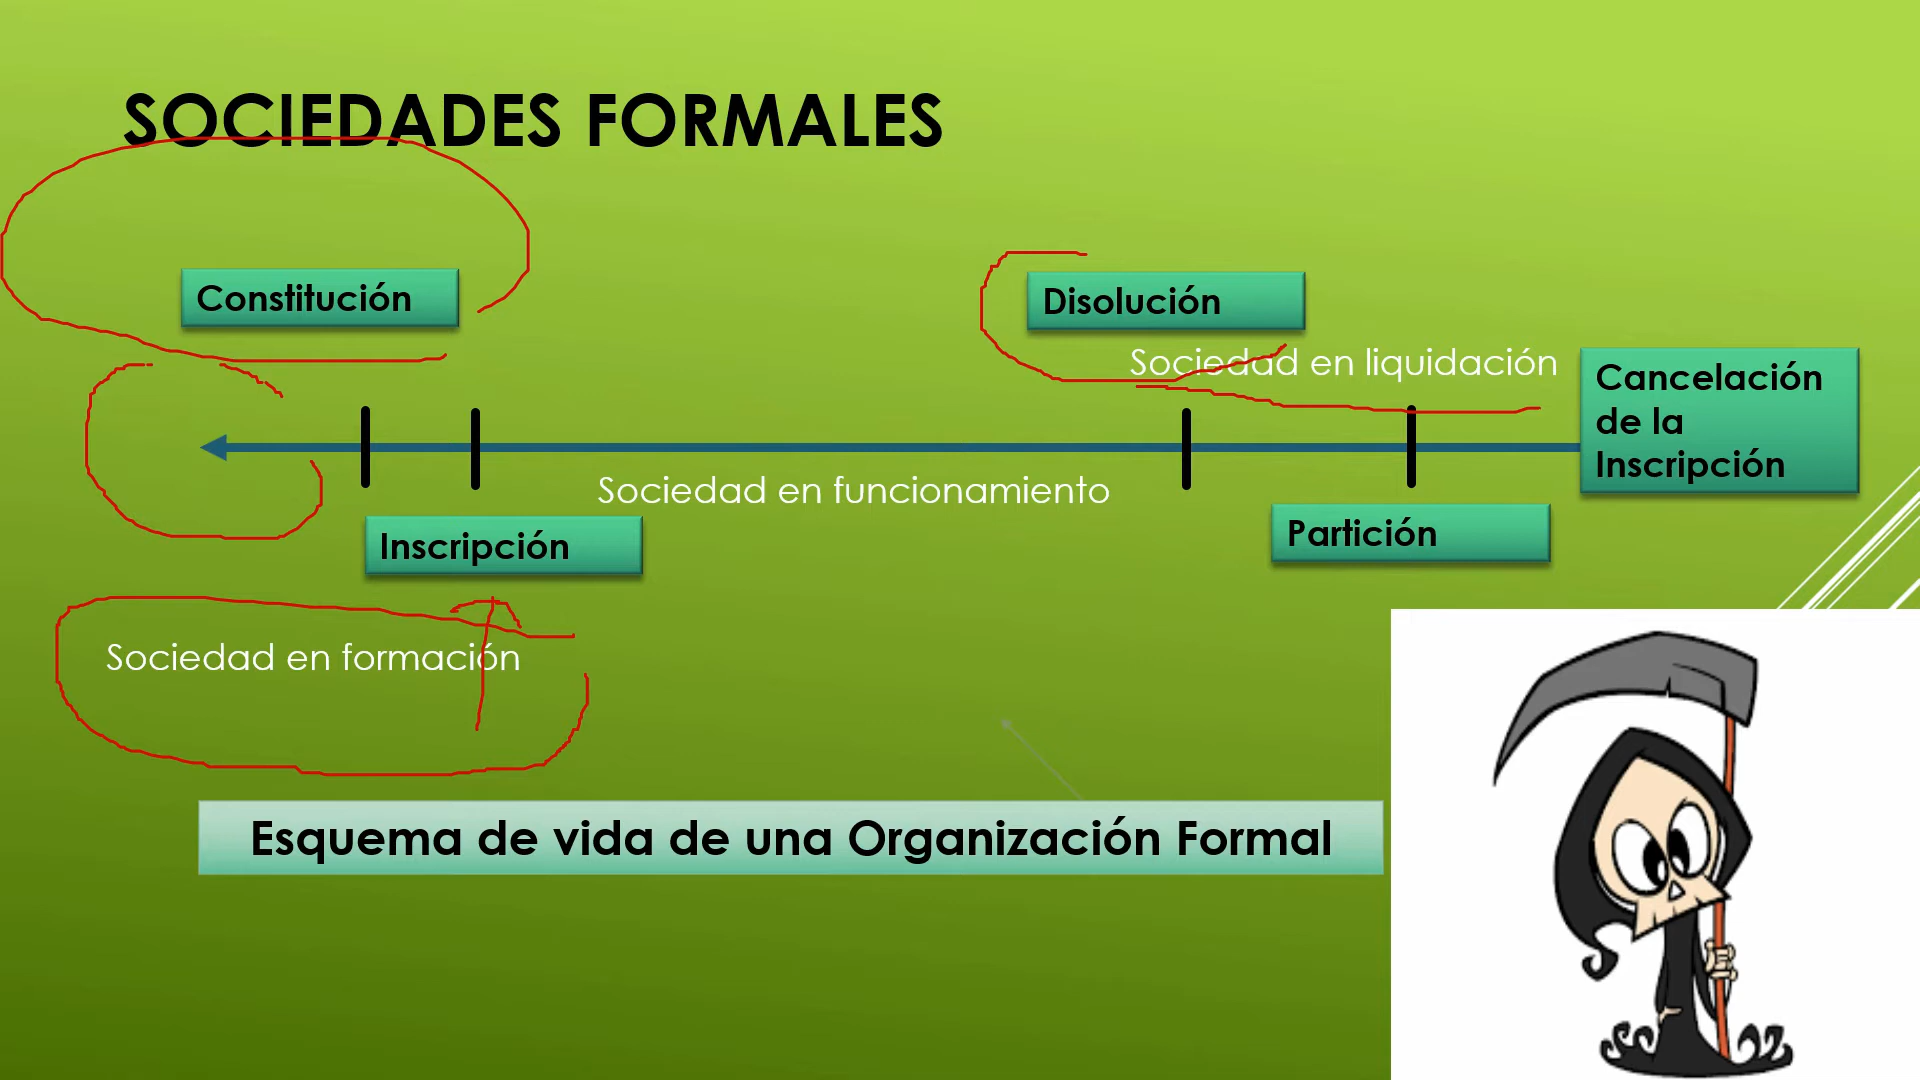 SOCIEDADES FORMALES
Constitución
Disolución
Sociedad en liquidación
Cancelación
de la
Inscripción
Sociedad en funcionamiento
Inscripción
Partición
Sociedad en formación
Esquema de vida de una Organización Formal